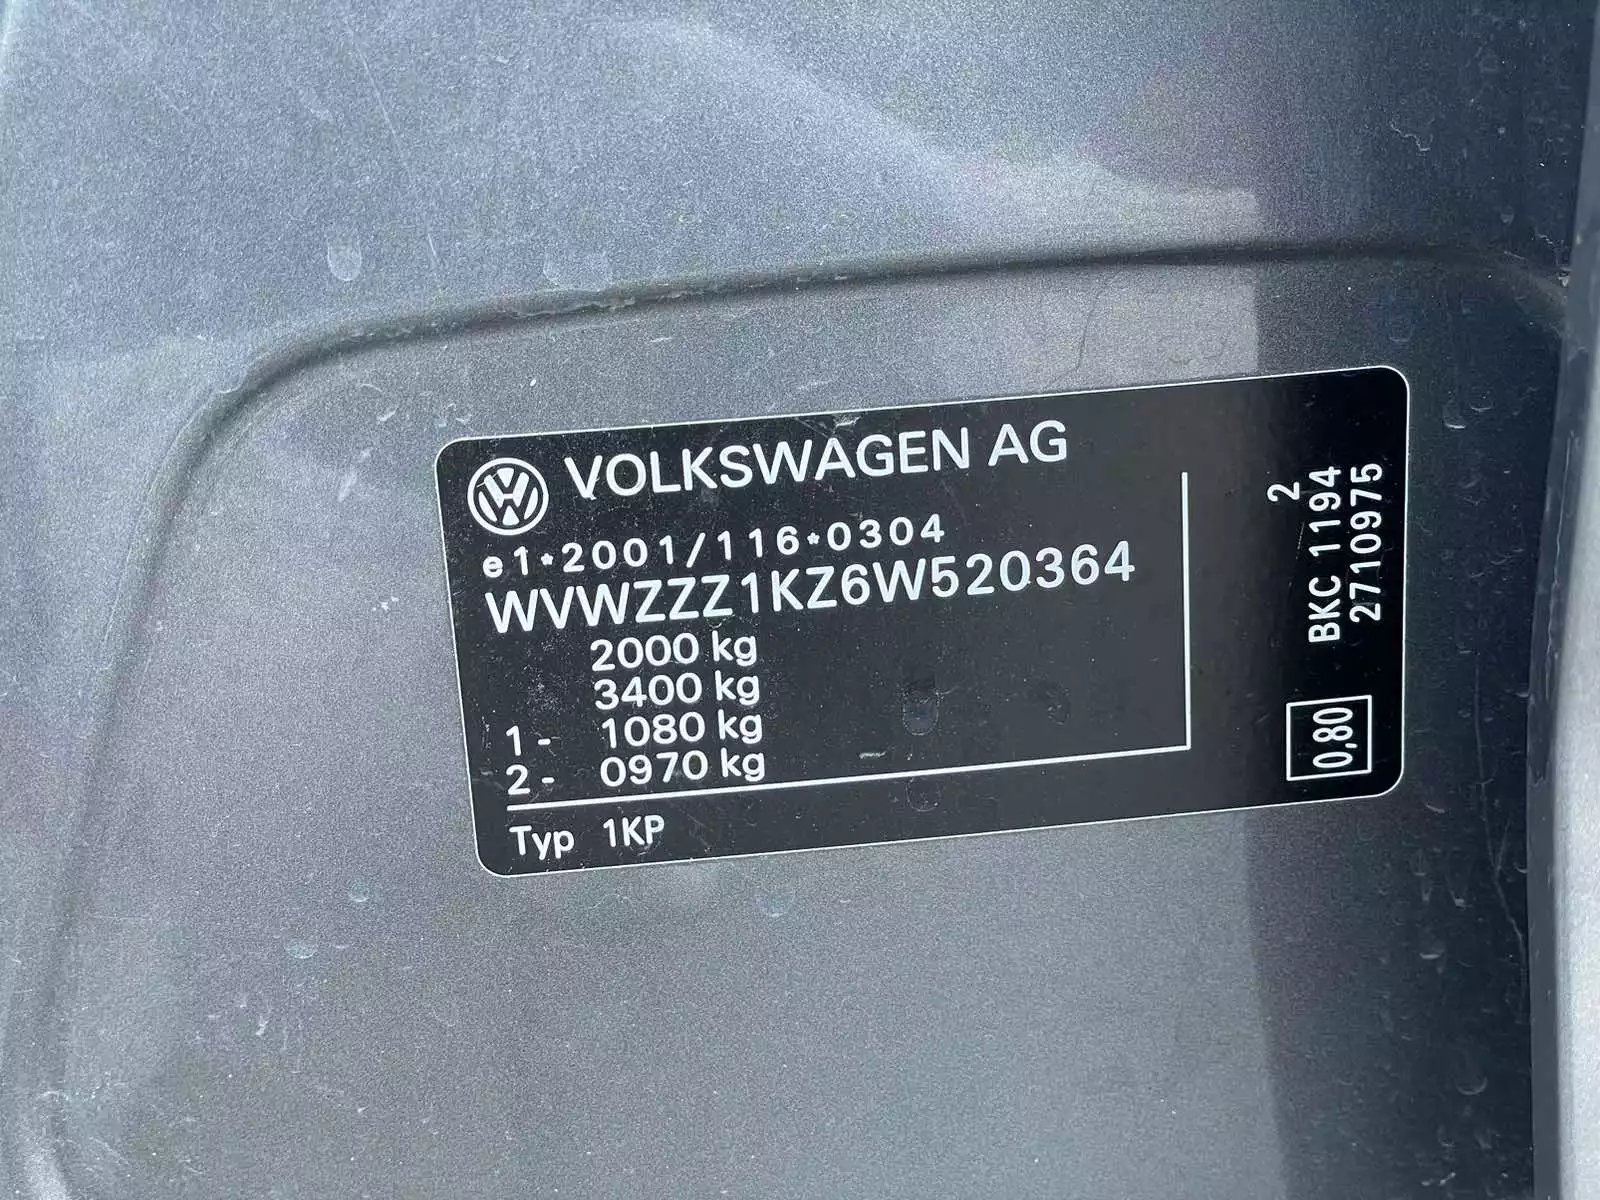 VOLKSWAGEN AG
e1*2001/116*0304
WVWZZZ1KZ6W520364
2000 kg
3400 kg
1- 1080 kg
2- 0970 kg
Typ 1KP
2
BKC 1194
27109975
0,80